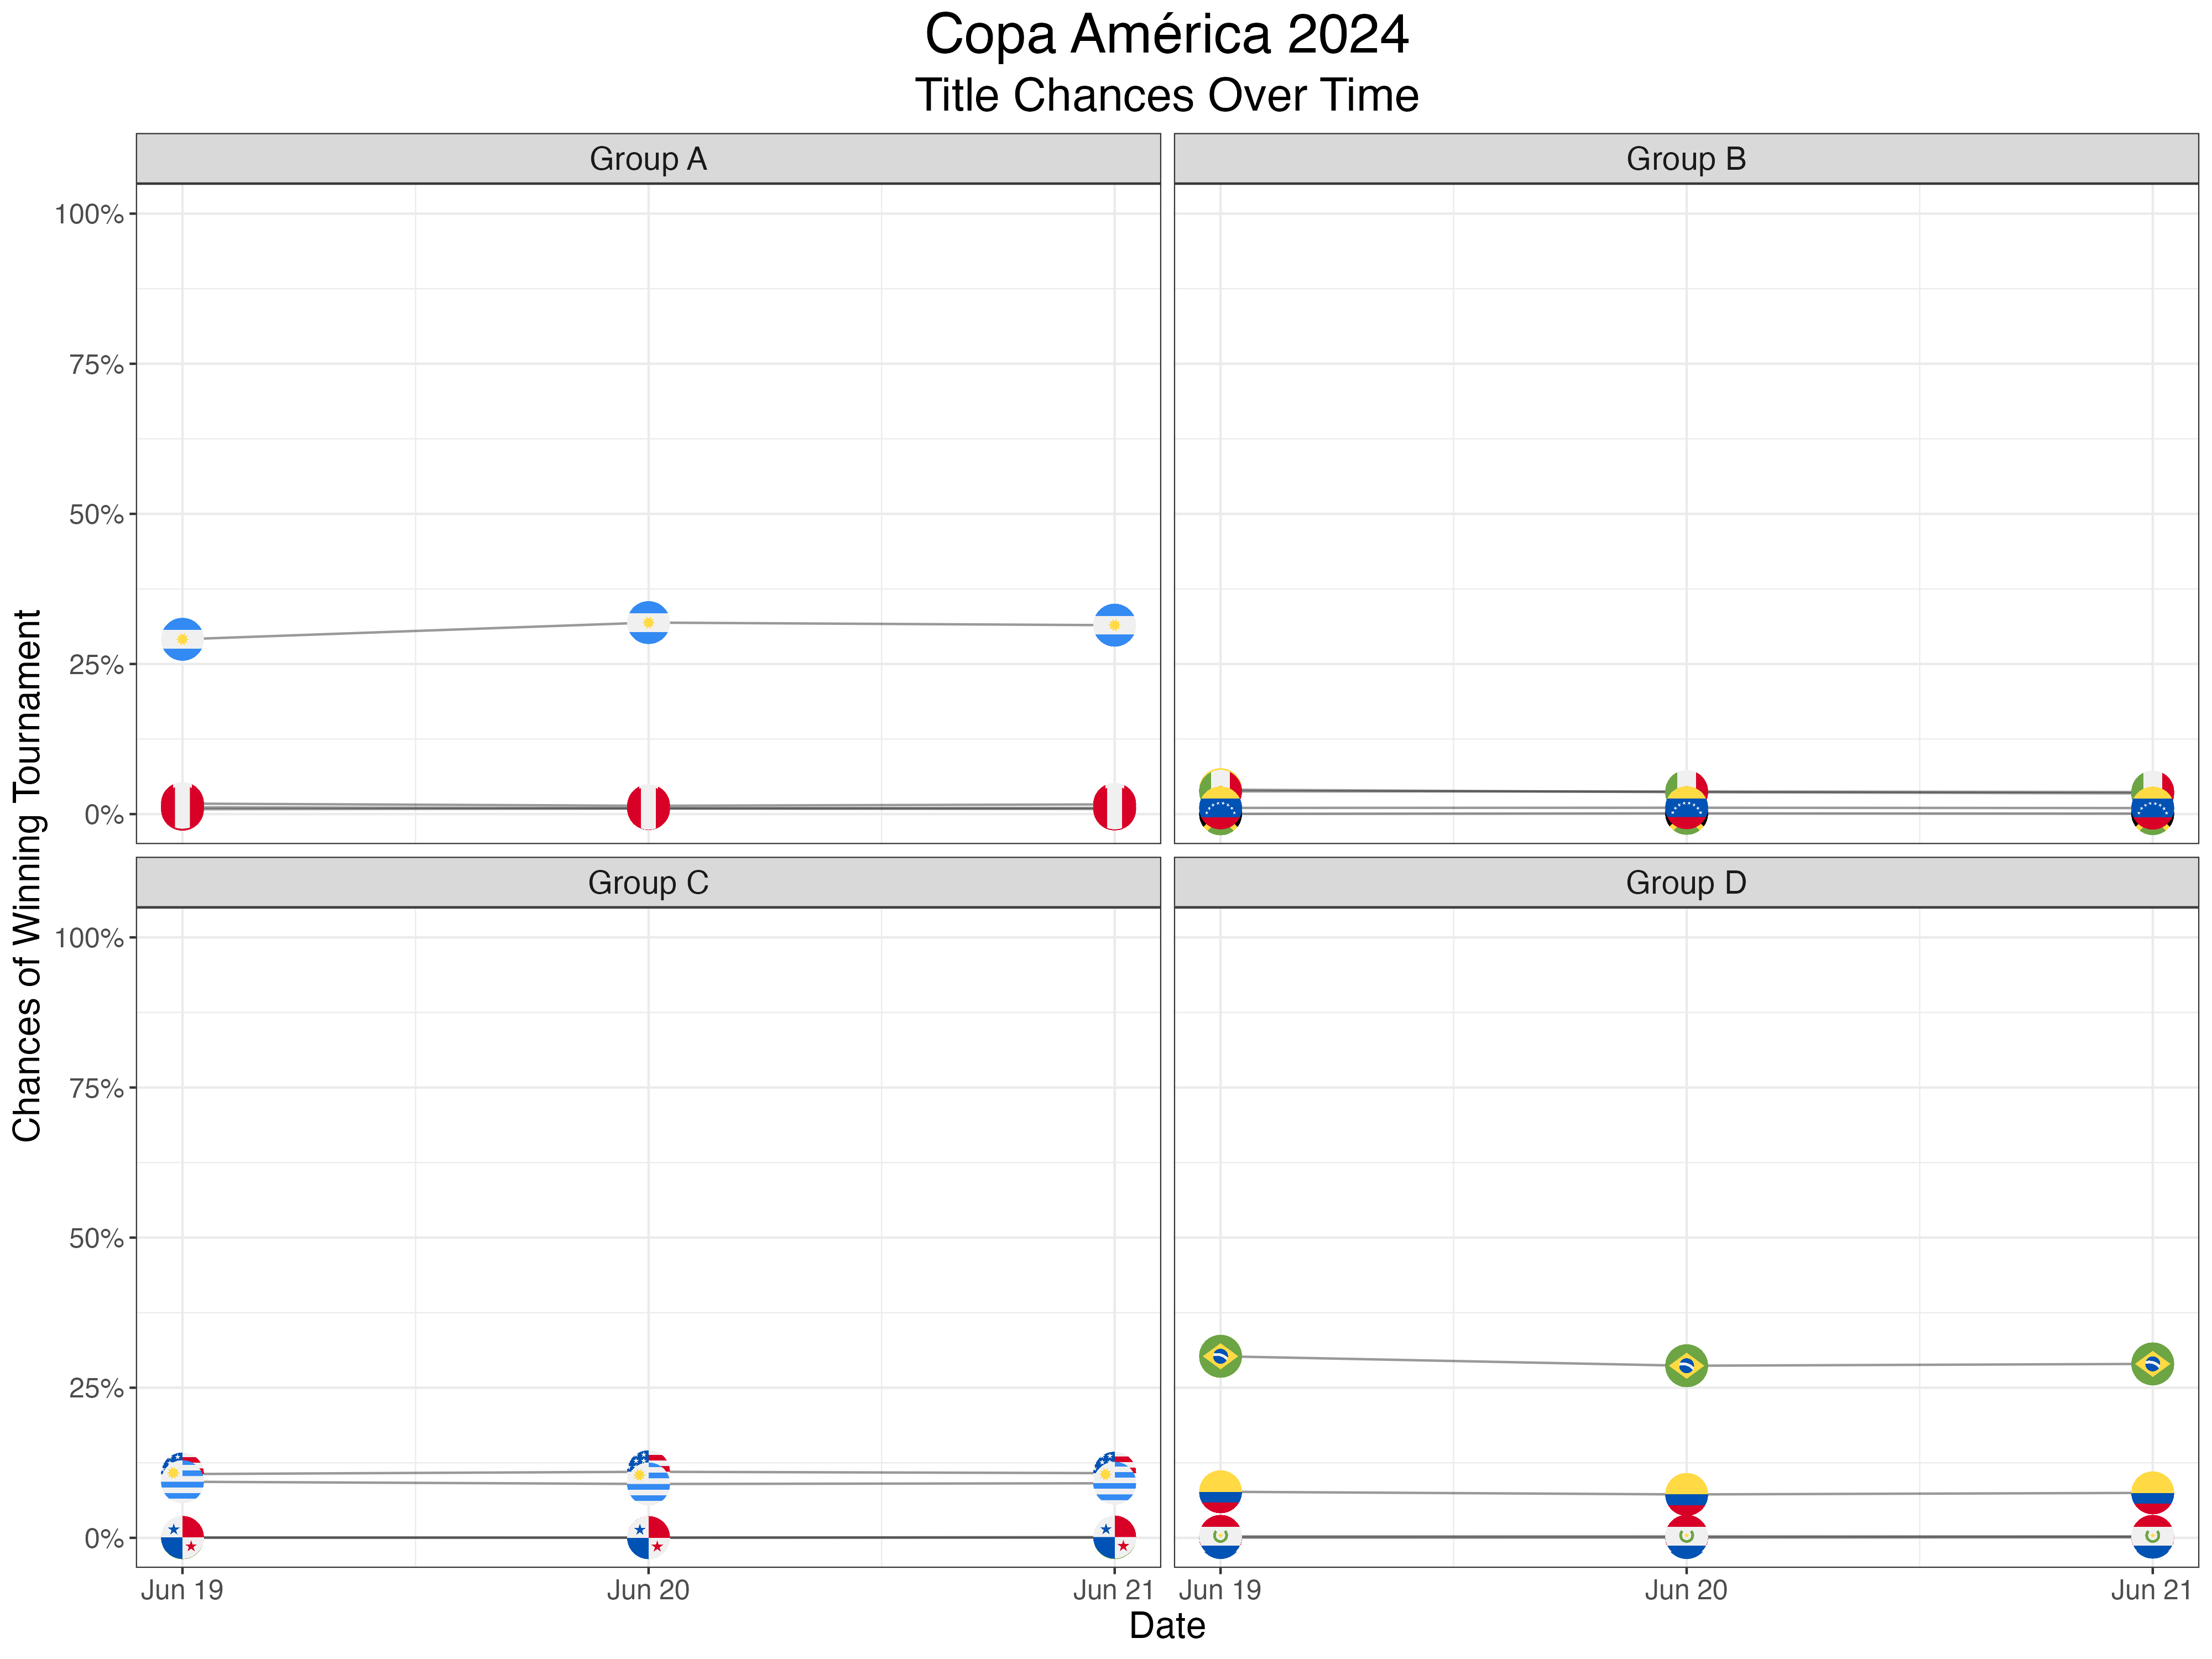 Copa América 2024
Title Chances Over Time
Group A
Group B
100%
75%
50%
25%
0%
Group C
Group D
100%
75%
50%
25%
0%
Chances of Winning Tournament
Jun 19
Jun 20
Jun 21
Jun 19
Jun 20
Jun 21
Date